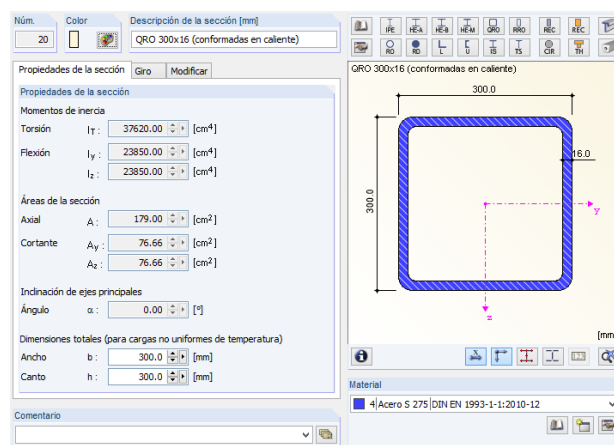 Núm.
20
Color
Descripción de la sección [mm]
QRO 300x16 (conformadas en caliente)
Propiedades de la sección Giro Modificar
Propiedades de la sección
Momentos de inercia
Torsión IT : 37620.00 [cm4]
Flexión Iy : 23850.00 [cm4]
Iz : 23850.00 [cm4]
Áreas de la sección
Axial A : 179.00 [cm2]
Cortante Ay : 76.66 [cm2]
Az : 76.66 [cm2]
Inclinación de ejes principales
Ángulo α : 0.00 [º]
Dimensiones totales (para cargas no uniformes de temperatura)
Ancho b : 300.0 [mm]
Canto h : 300.0 [mm]
Comentario
IPE HE-A HE-B HE-M QRO RRO REC REC
RO RD L U IS TS CIR TH
QRO 300x16 (conformadas en caliente)
300.0
16.0
300.0
y
z
[mm
Material
4 Acero S 275 DIN EN 1993-1-1:2010-12